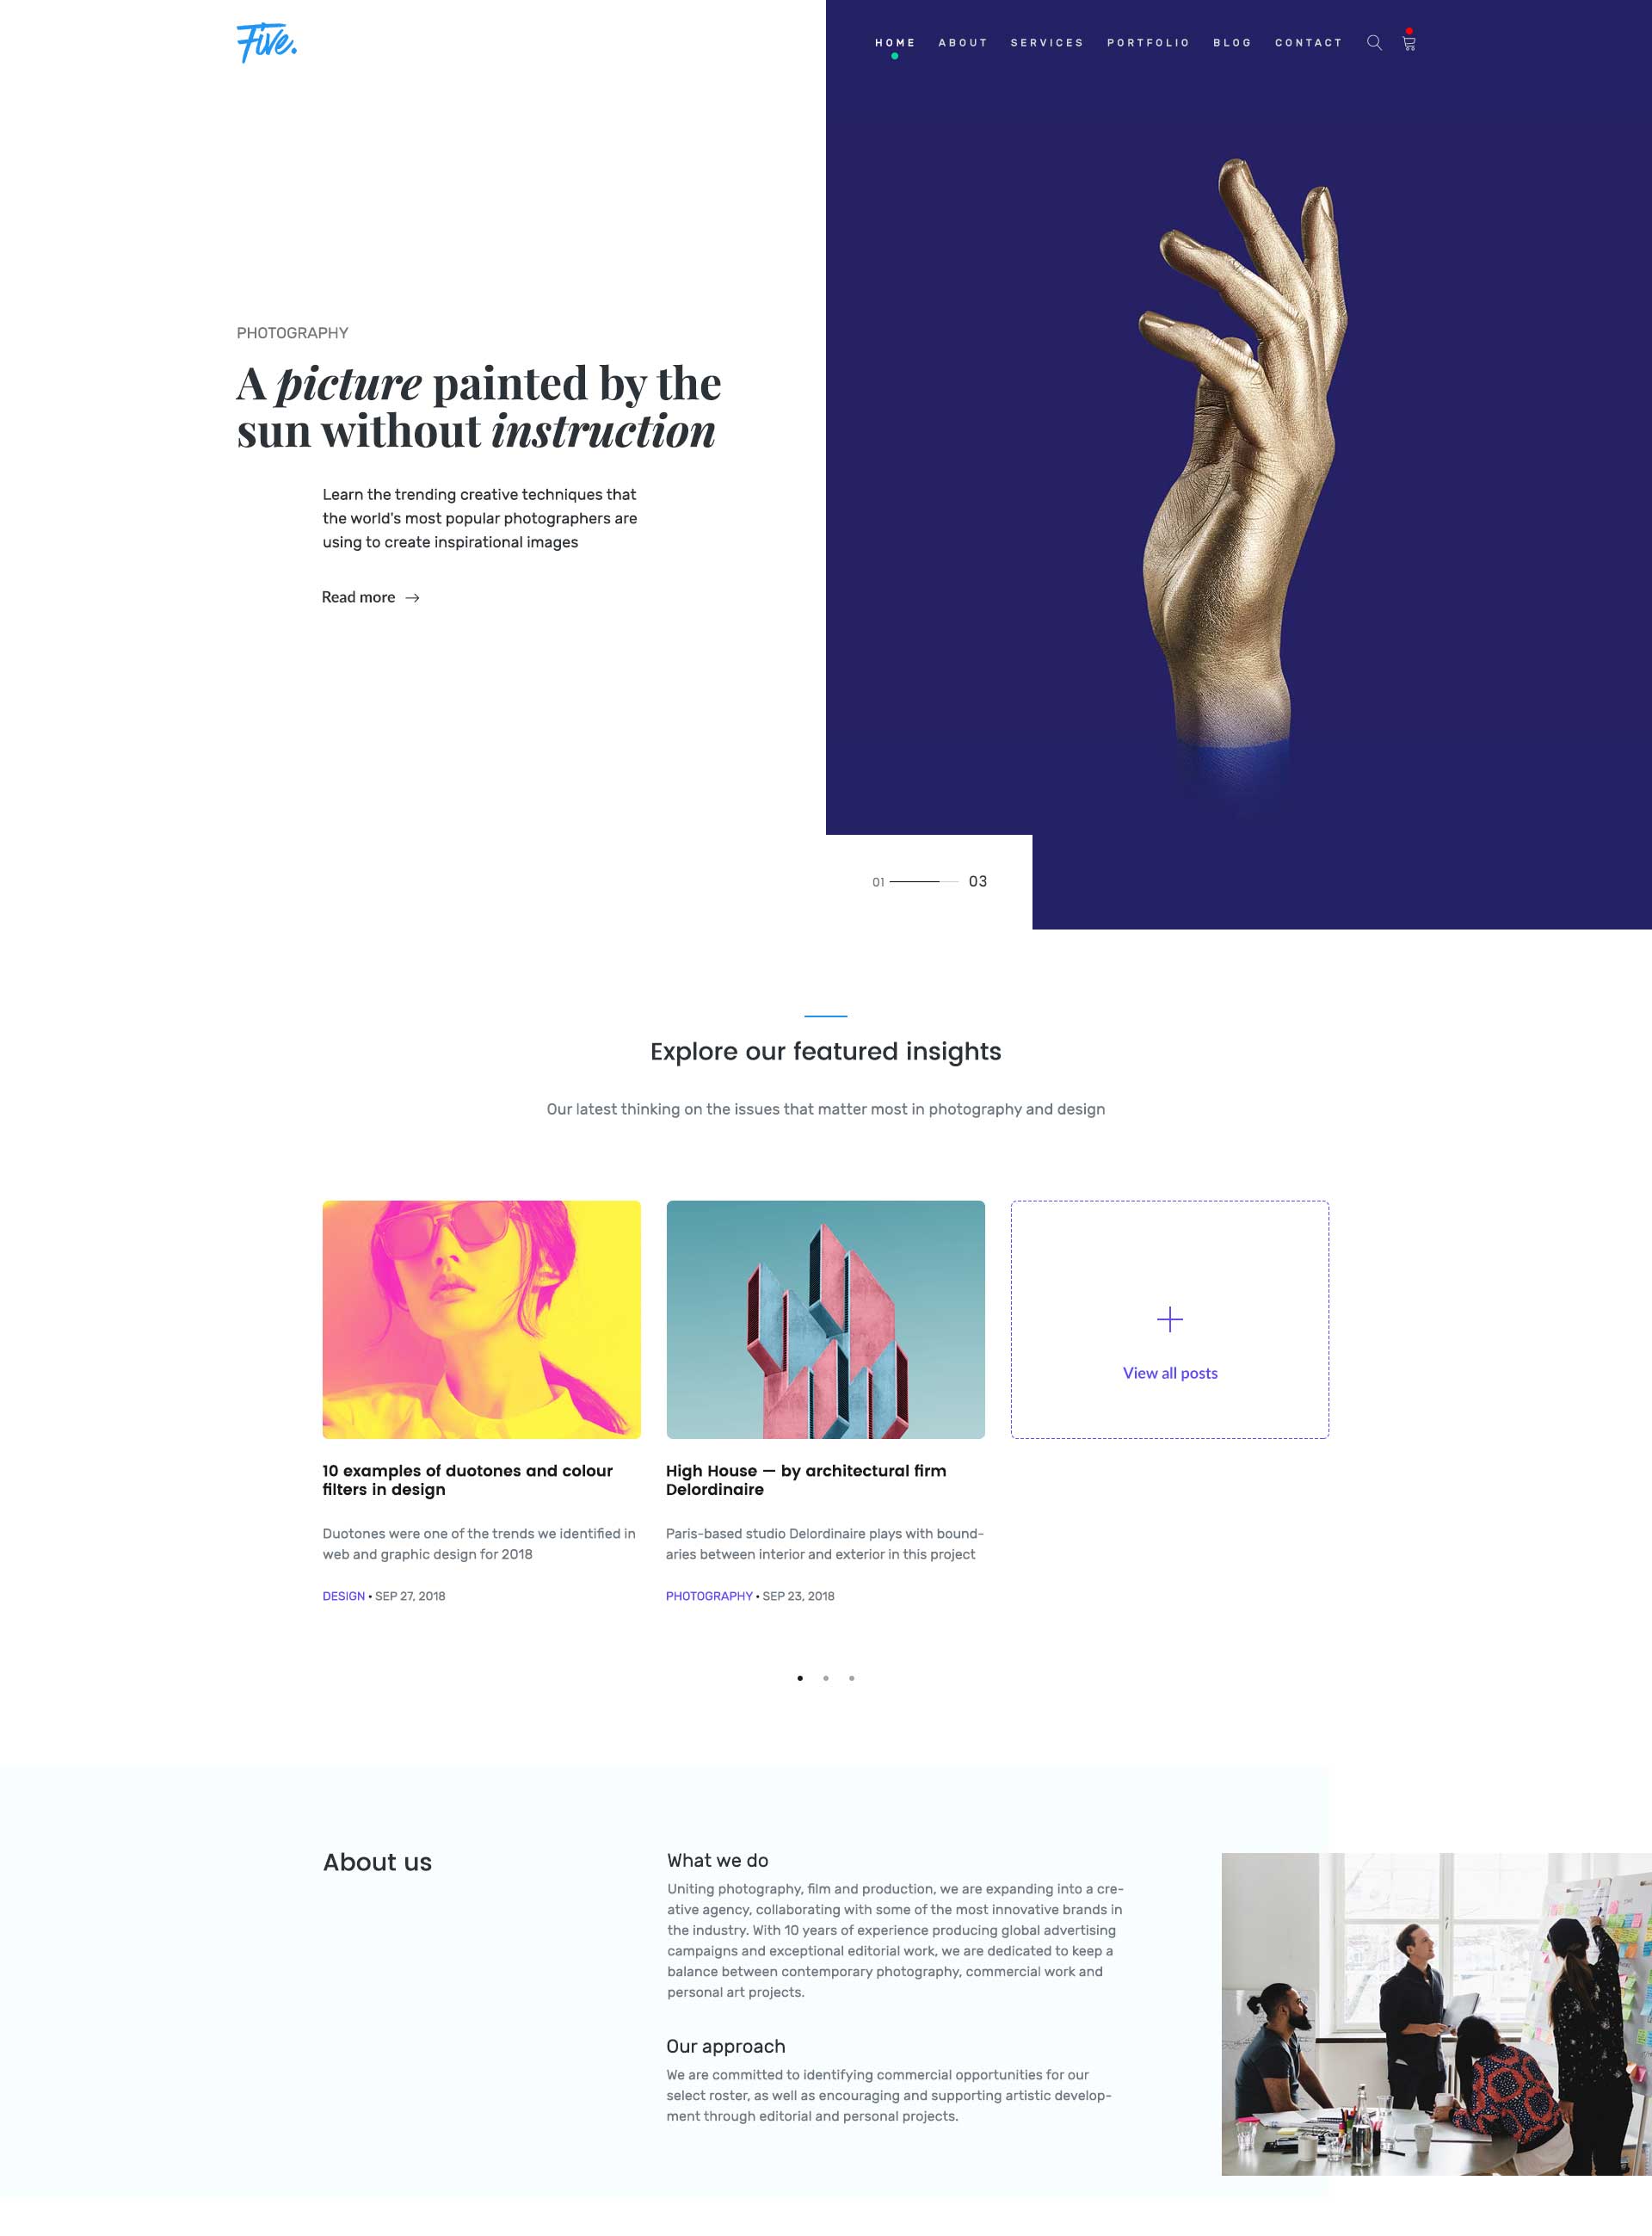 Five.
HOME ABOUT SERVICES PORTFOLIO BLOG CONTACT
PHOTOGRAPHY
A picture painted by the
sun without instruction
Learn the trending creative techniques that
the world's most popular photographers are
using to create inspirational images
Read more
01 03
Explore our featured insights
Our latest thinking on the issues that matter most in photography and design
10 examples of duotones and colour
filters in design
Duotones were one of the trends we identified in
web and graphic design for 2018
DESIGN • SEP 27, 2018
High House — by architectural firm
Delordinaire
Paris-based studio Delordinaire plays with bound-
aries between interior and exterior in this project
PHOTOGRAPHY • SEP 23, 2018
View all posts
About us
What we do
Uniting photography, film and production, we are expanding into a cre-
ative agency, collaborating with some of the most innovative brands in
the industry. With 10 years of experience producing global advertising
campaigns and exceptional editorial work, we are dedicated to keep a
balance between contemporary photography, commercial work and
personal art projects.
Our approach
We are committed to identifying commercial opportunities for our
select roster, as well as encouraging and supporting artistic develop-
ment through editorial and personal projects.